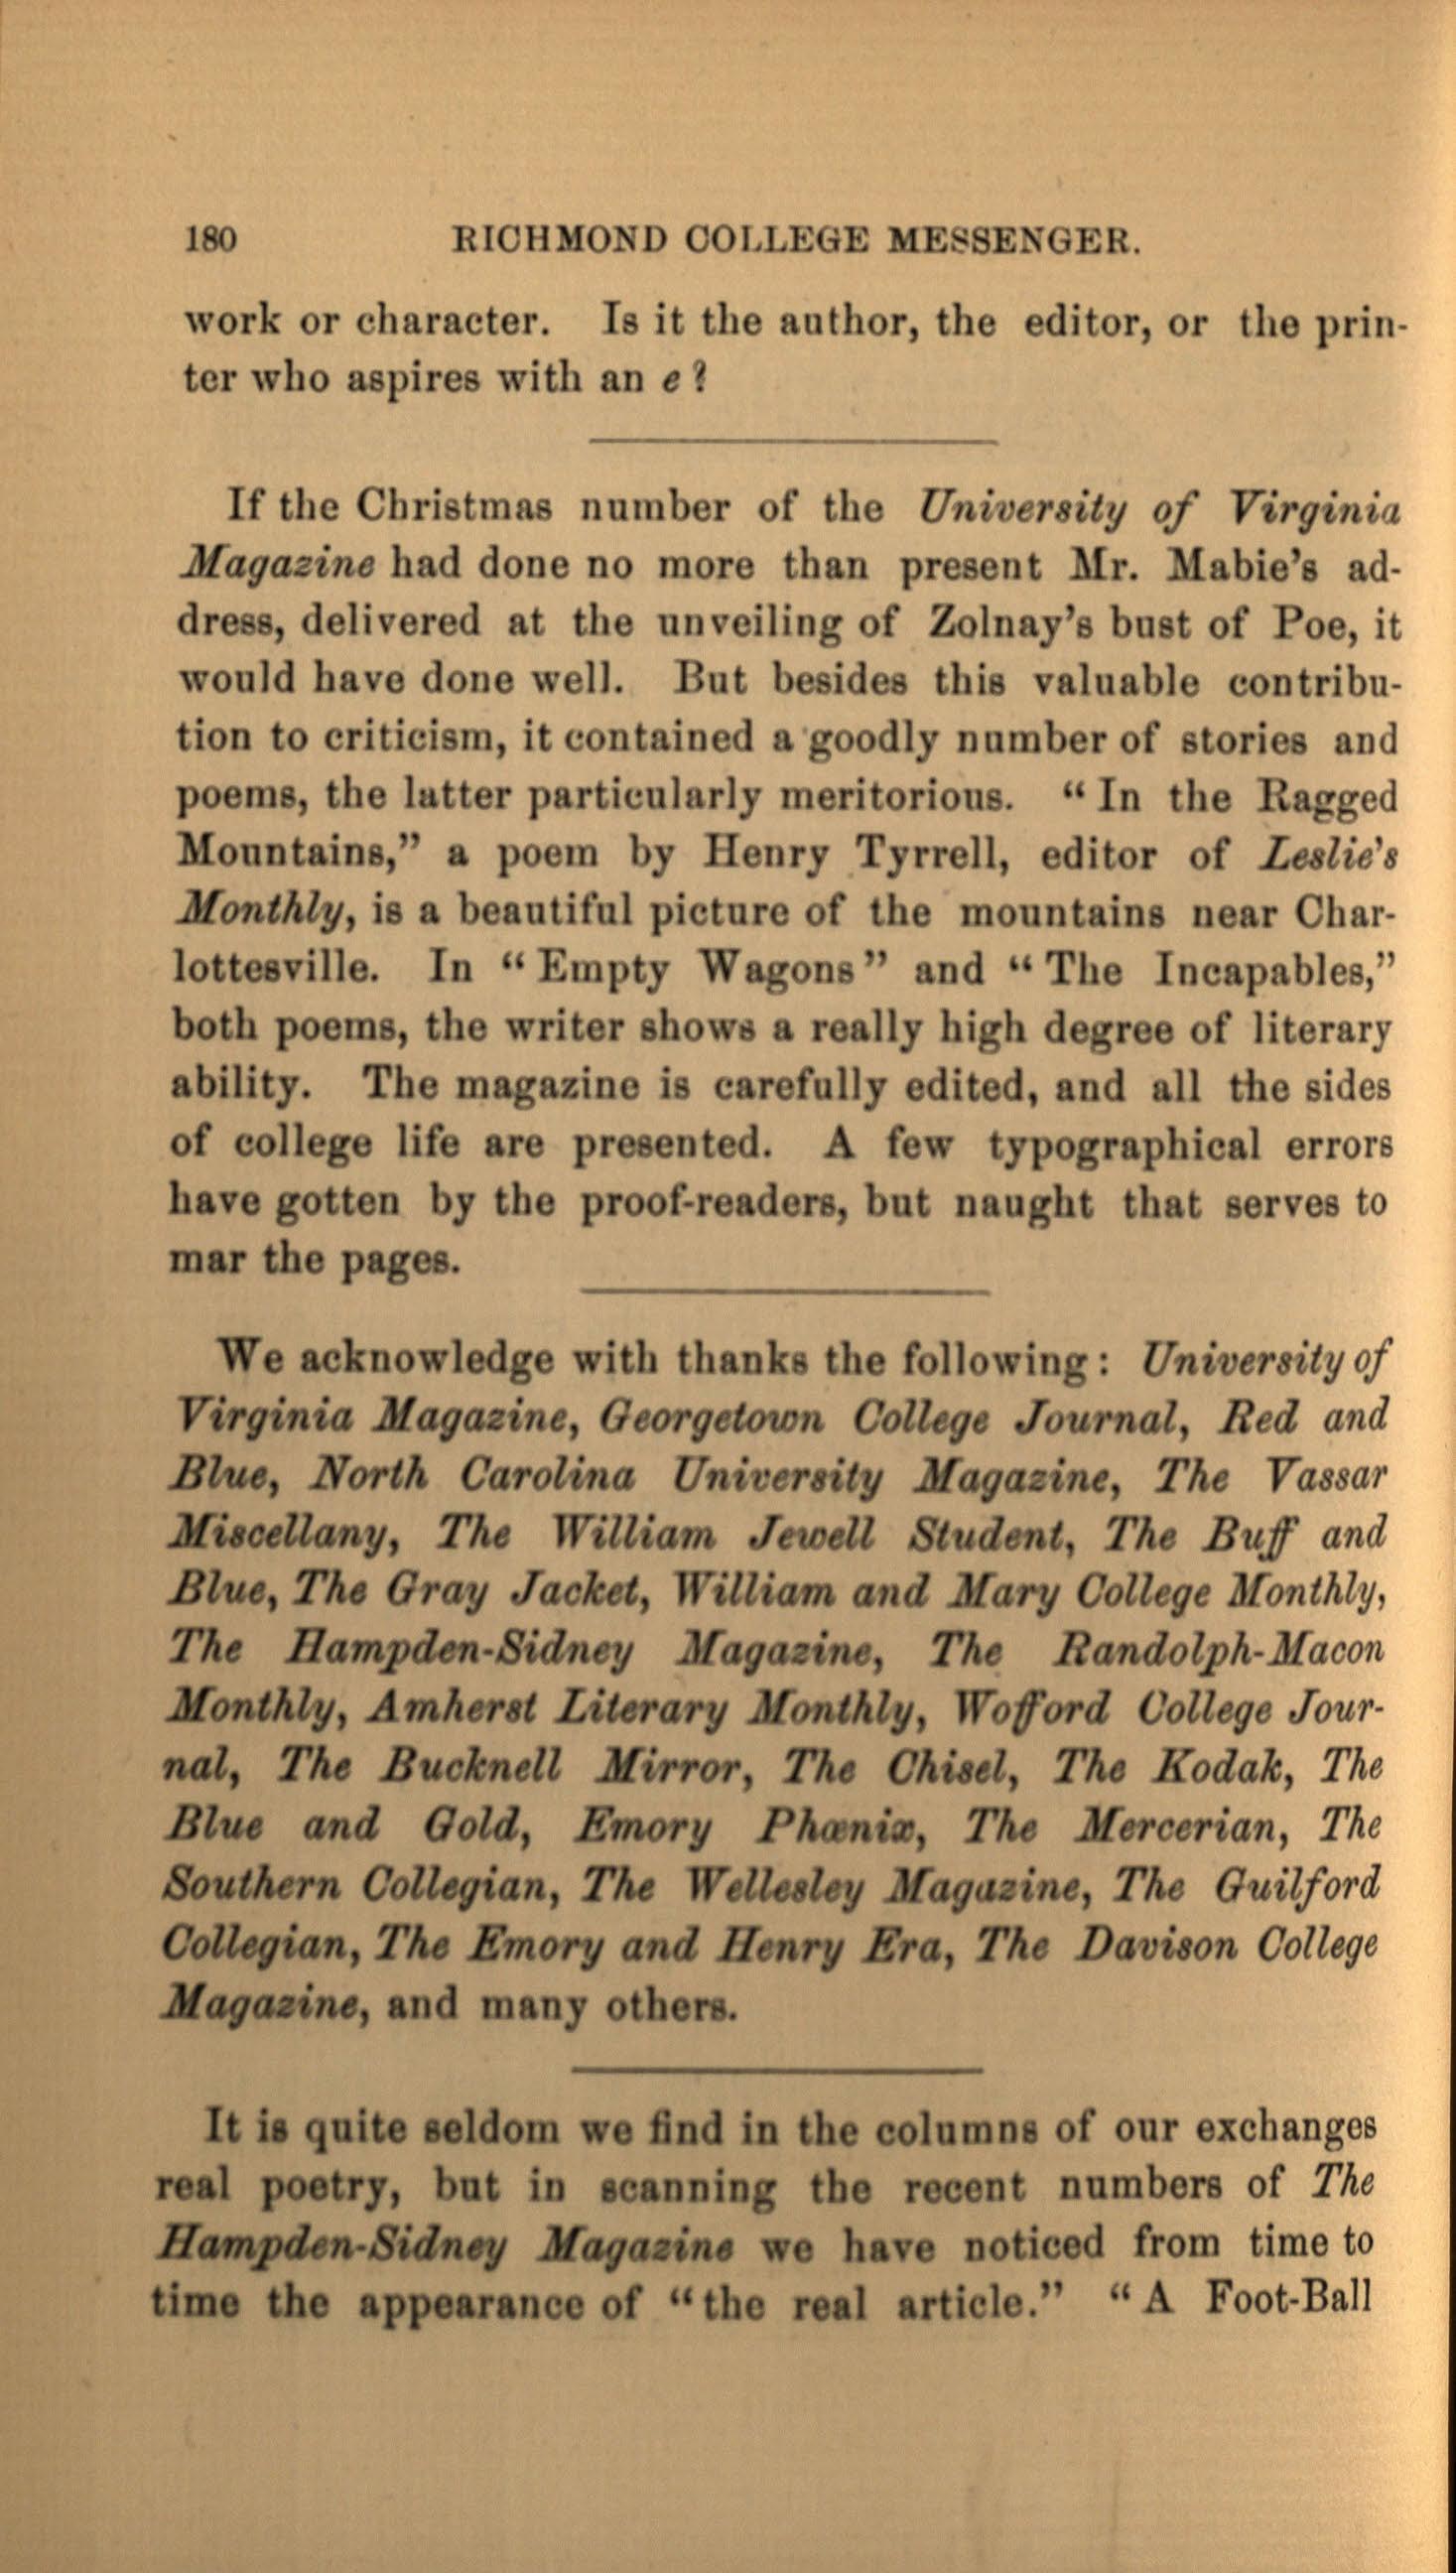 180 RICHMOND COLLEGE MESSENGER.
work or character. Is it the author, the editor, or the prin-
ter who aspires with an e?
If the Christmas number of the University of Virginia
Magazine had done no more than present Mr. Mabie's ad-
dress, delivered at the unveiling of Zolnay's bust of Poe, it
would have done well. But besides this valuable contribu-
tion to criticism, it contained a goodly number of stories and
poems, the latter particularly meritorious. "In the Ragged
Mountains," a poem by Henry Tyrrell, editor of Leslie's
Monthly, is a beautiful picture of the mountains near Char-
lottesville. In "Empty Wagons" and "The Incapables,"
both poems, the writer shows a really high degree of literary
ability. The magazine is carefully edited, and all the sides
of college life are presented. A few typographical errors
have gotten by the proof-readers, but naught that serves to
mar the pages.
We acknowledge with thanks the following: University of
Virginia Magazine, Georgetown College Journal, Red and
Blue, North Carolina University Magazine, The Vassar
Miscellany, The William Jewell Student, The Buff and
Blue, The Gray Jacket, William and Mary College Monthly,
The Hampden-Sidney Magazine, The Randolph-Macon
Monthly, Amherst Literary Monthly, Wofford College Jour-
nal, The Bucknell Mirror, The Chisel, The Kodak, The
Blue and Gold, Emory Phœnix, The Mercerian, The
Southern Collegian, The Wellesley Magazine, The Guilford
Collegian, The Emory and Henry Era, The Davison College
Magazine, and many others.
It is quite seldom we find in the columns of our exchanges
real poetry, but in scanning the recent numbers of The
Hampden-Sidney Magazine we have noticed from time to
time the appearance of "the real article." "A Foot-Ball